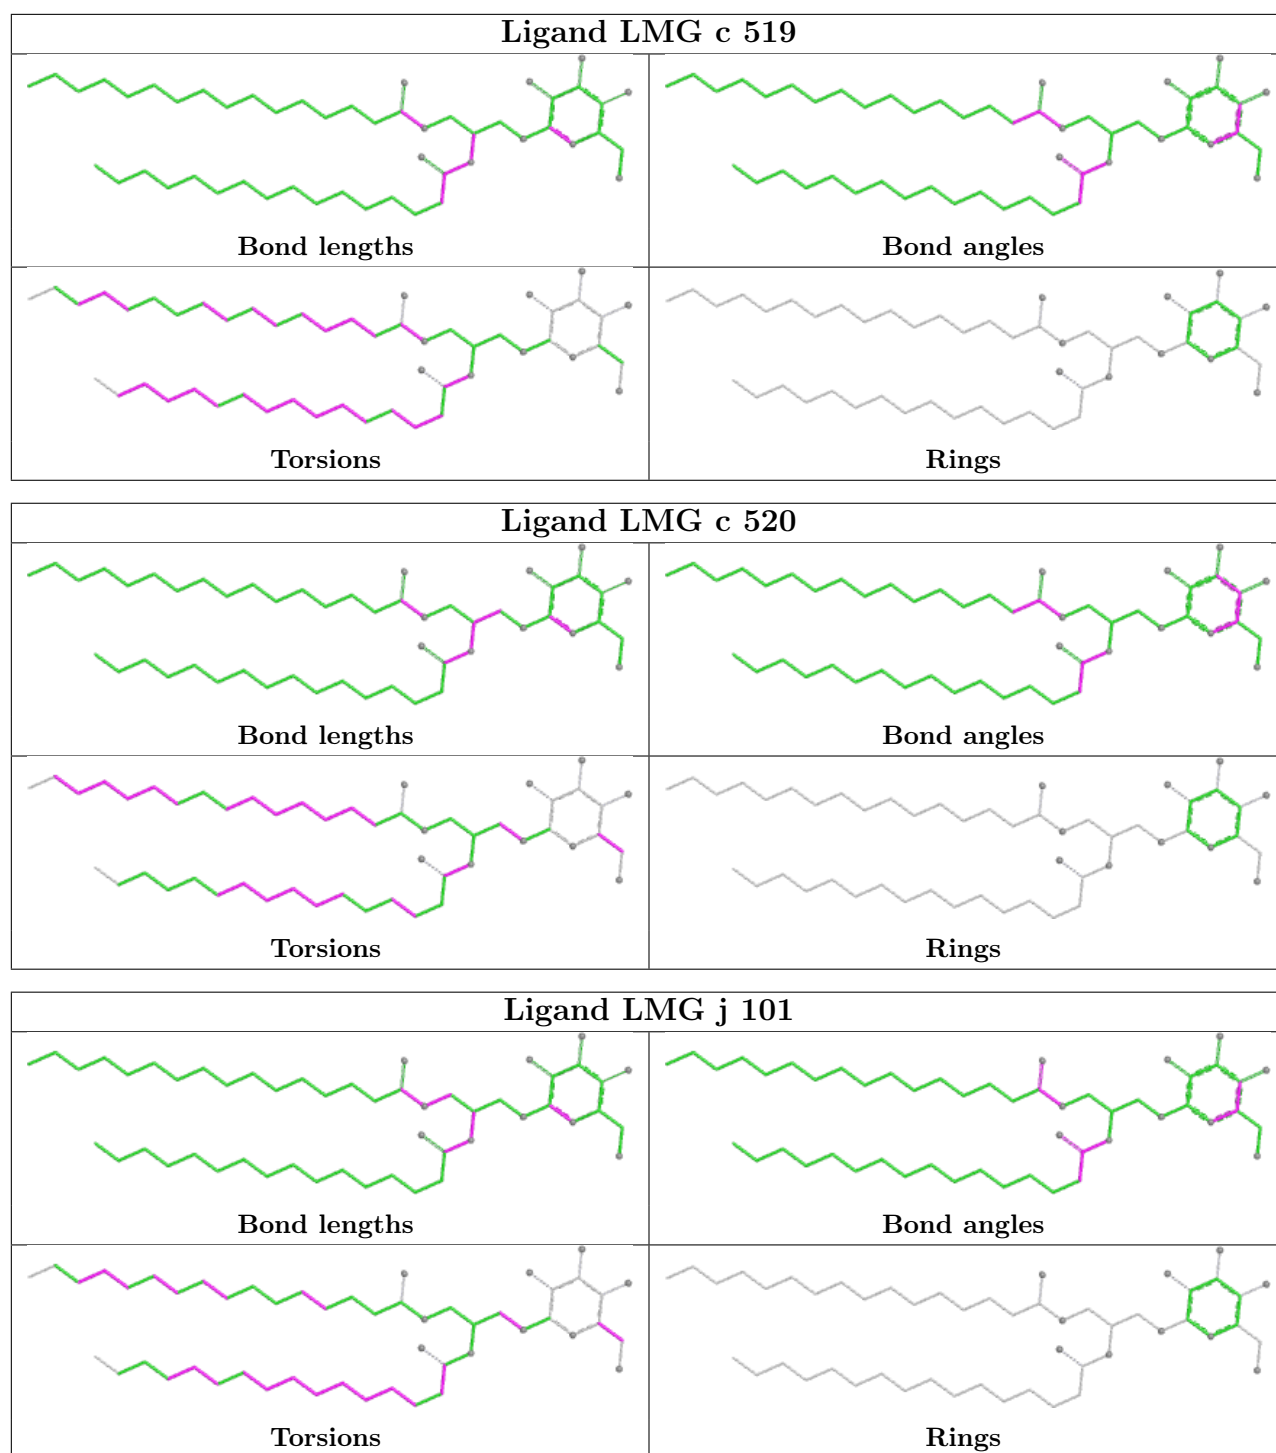 Ligand LMG c 519
Bond lengths
Bond angles
Torsions
Rings
Ligand LMG c 520
Bond lengths
Bond angles
Torsions
Rings
Ligand LMG j 101
Bond lengths
Bond angles
Torsions
Rings